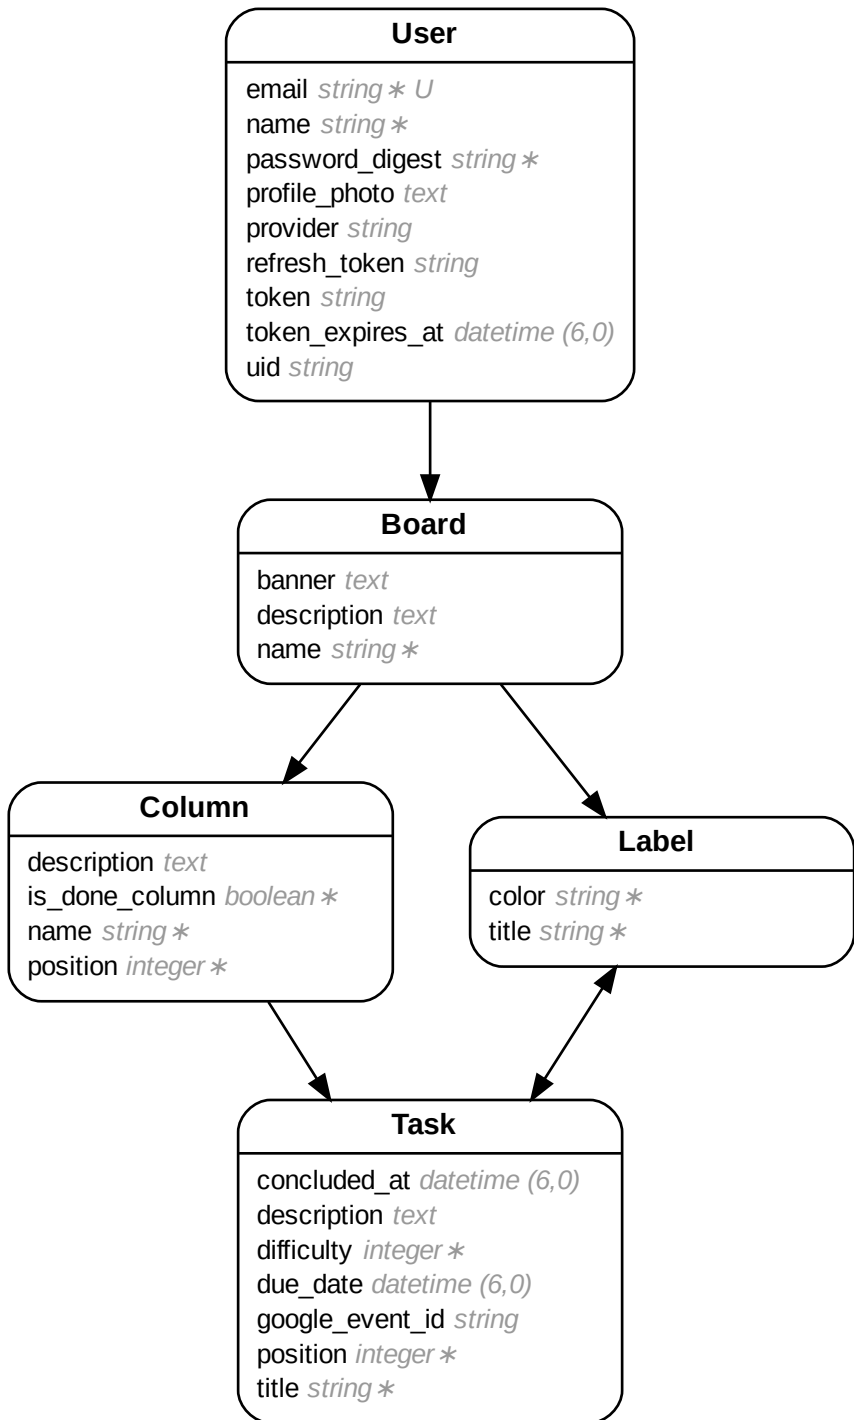 User
email string∗ U
name string∗
password_digest string∗
profile_photo text
provider string
refresh_token string
token string
token_expires_at datetime (6,0)
uid string
Board
banner text
description text
name string∗
Column
description text
is_done_column boolean∗
name string∗
position integer∗
Label
color string∗
title string∗
Task
concluded_at datetime (6,0)
description text
difficulty integer∗
due_date datetime (6,0)
google_event_id string
position integer∗
title string∗